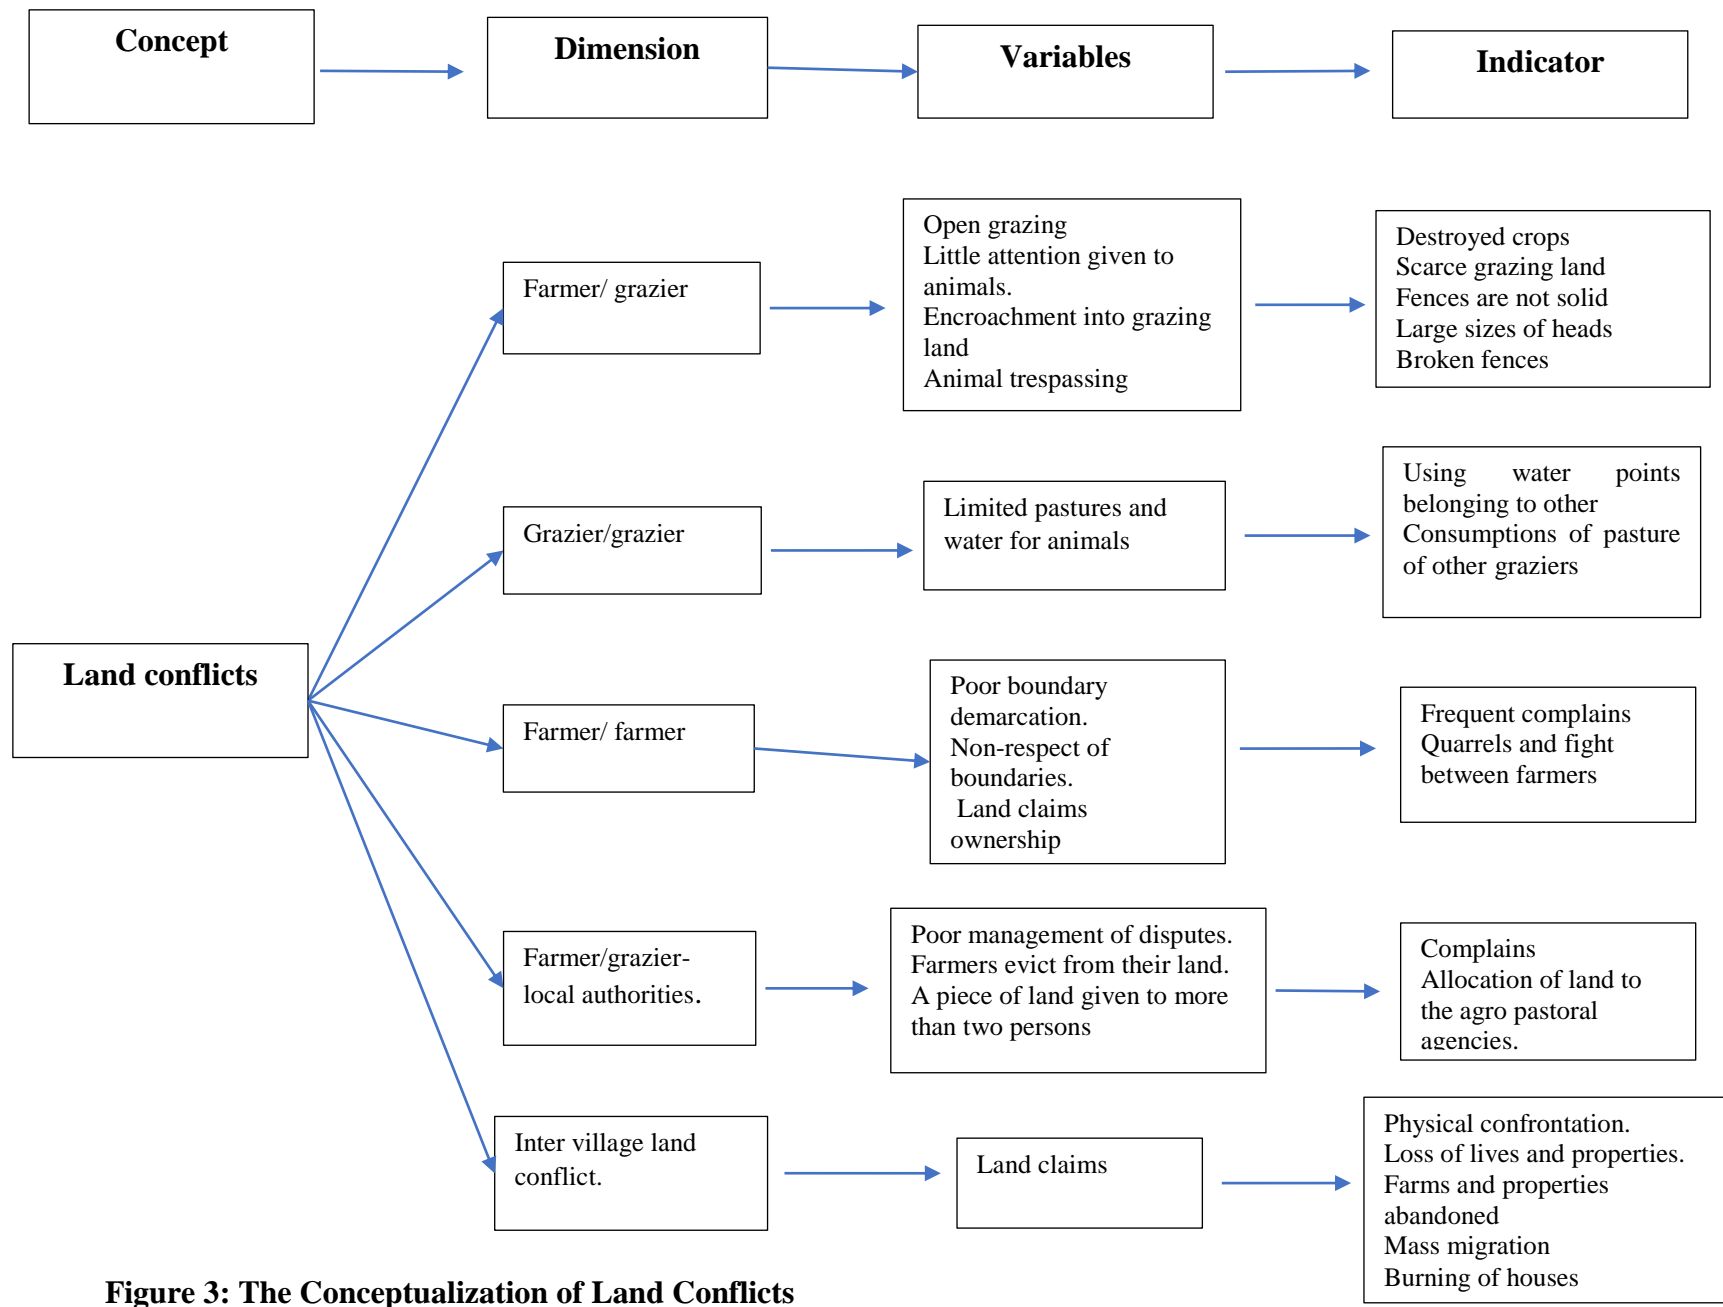 Concept
Dimension
Variables
Indicator
Farmer/ grazier
Open grazing
Little attention given to
animals.
Encroachment into grazing
land
Animal trespassing
Destroyed crops
Scarce grazing land
Fences are not solid
Large sizes of heads
Broken fences
Grazier/grazier
Limited pastures and
water for animals
Using water points
belonging to other
Consumptions of pasture
of other graziers
Land conflicts
Farmer/ farmer
Poor boundary
demarcation.
Non-respect of
boundaries.
Land claims
ownership
Frequent complains
Quarrels and fight
between farmers
Farmer/grazier-
local authorities.
Poor management of disputes.
Farmers evict from their land.
A piece of land given to more
than two persons
Complains
Allocation of land to
the agro pastoral
agencies.
Inter village land
conflict.
Land claims
Physical confrontation.
Loss of lives and properties.
Farms and properties
abandoned
Mass migration
Burning of houses
Figure 3: The Conceptualization of Land Conflicts